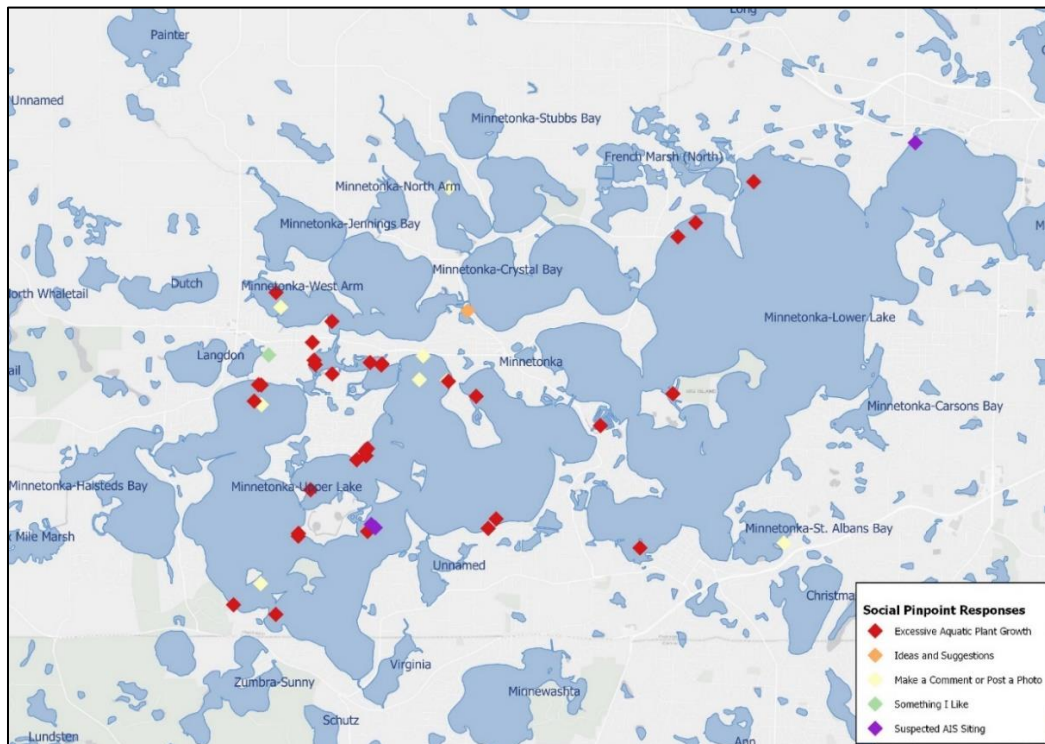 Long
Painter
Unnamed
Minnetonka-Stubbs Bay
French Marsh (North)
Minnetonka-North Arm
Minnetonka-Jennings Bay
Minnetonka-Crystal Bay
Dutch
Minnetonka-West Arm
North Whaletail
Minnetonka-Lower Lake
Langdon
Minnetonka
Minnetonka-Carsons Bay
Minnetonka-Halsteds Bay
Minnetonka-Upper Lake
Mile Marsh
Minnetonka-St. Albans Bay
Unnamed
Christma
Virginia
Zumbra-Sunny
Minnewashta
Schutz
Lundsten
Ann
Social Pinpoint Responses
Excessive Aquatic Plant Growth
Ideas and Suggestions
Make a Comment or Post a Photo
Something I Like
Suspected AIS Siting